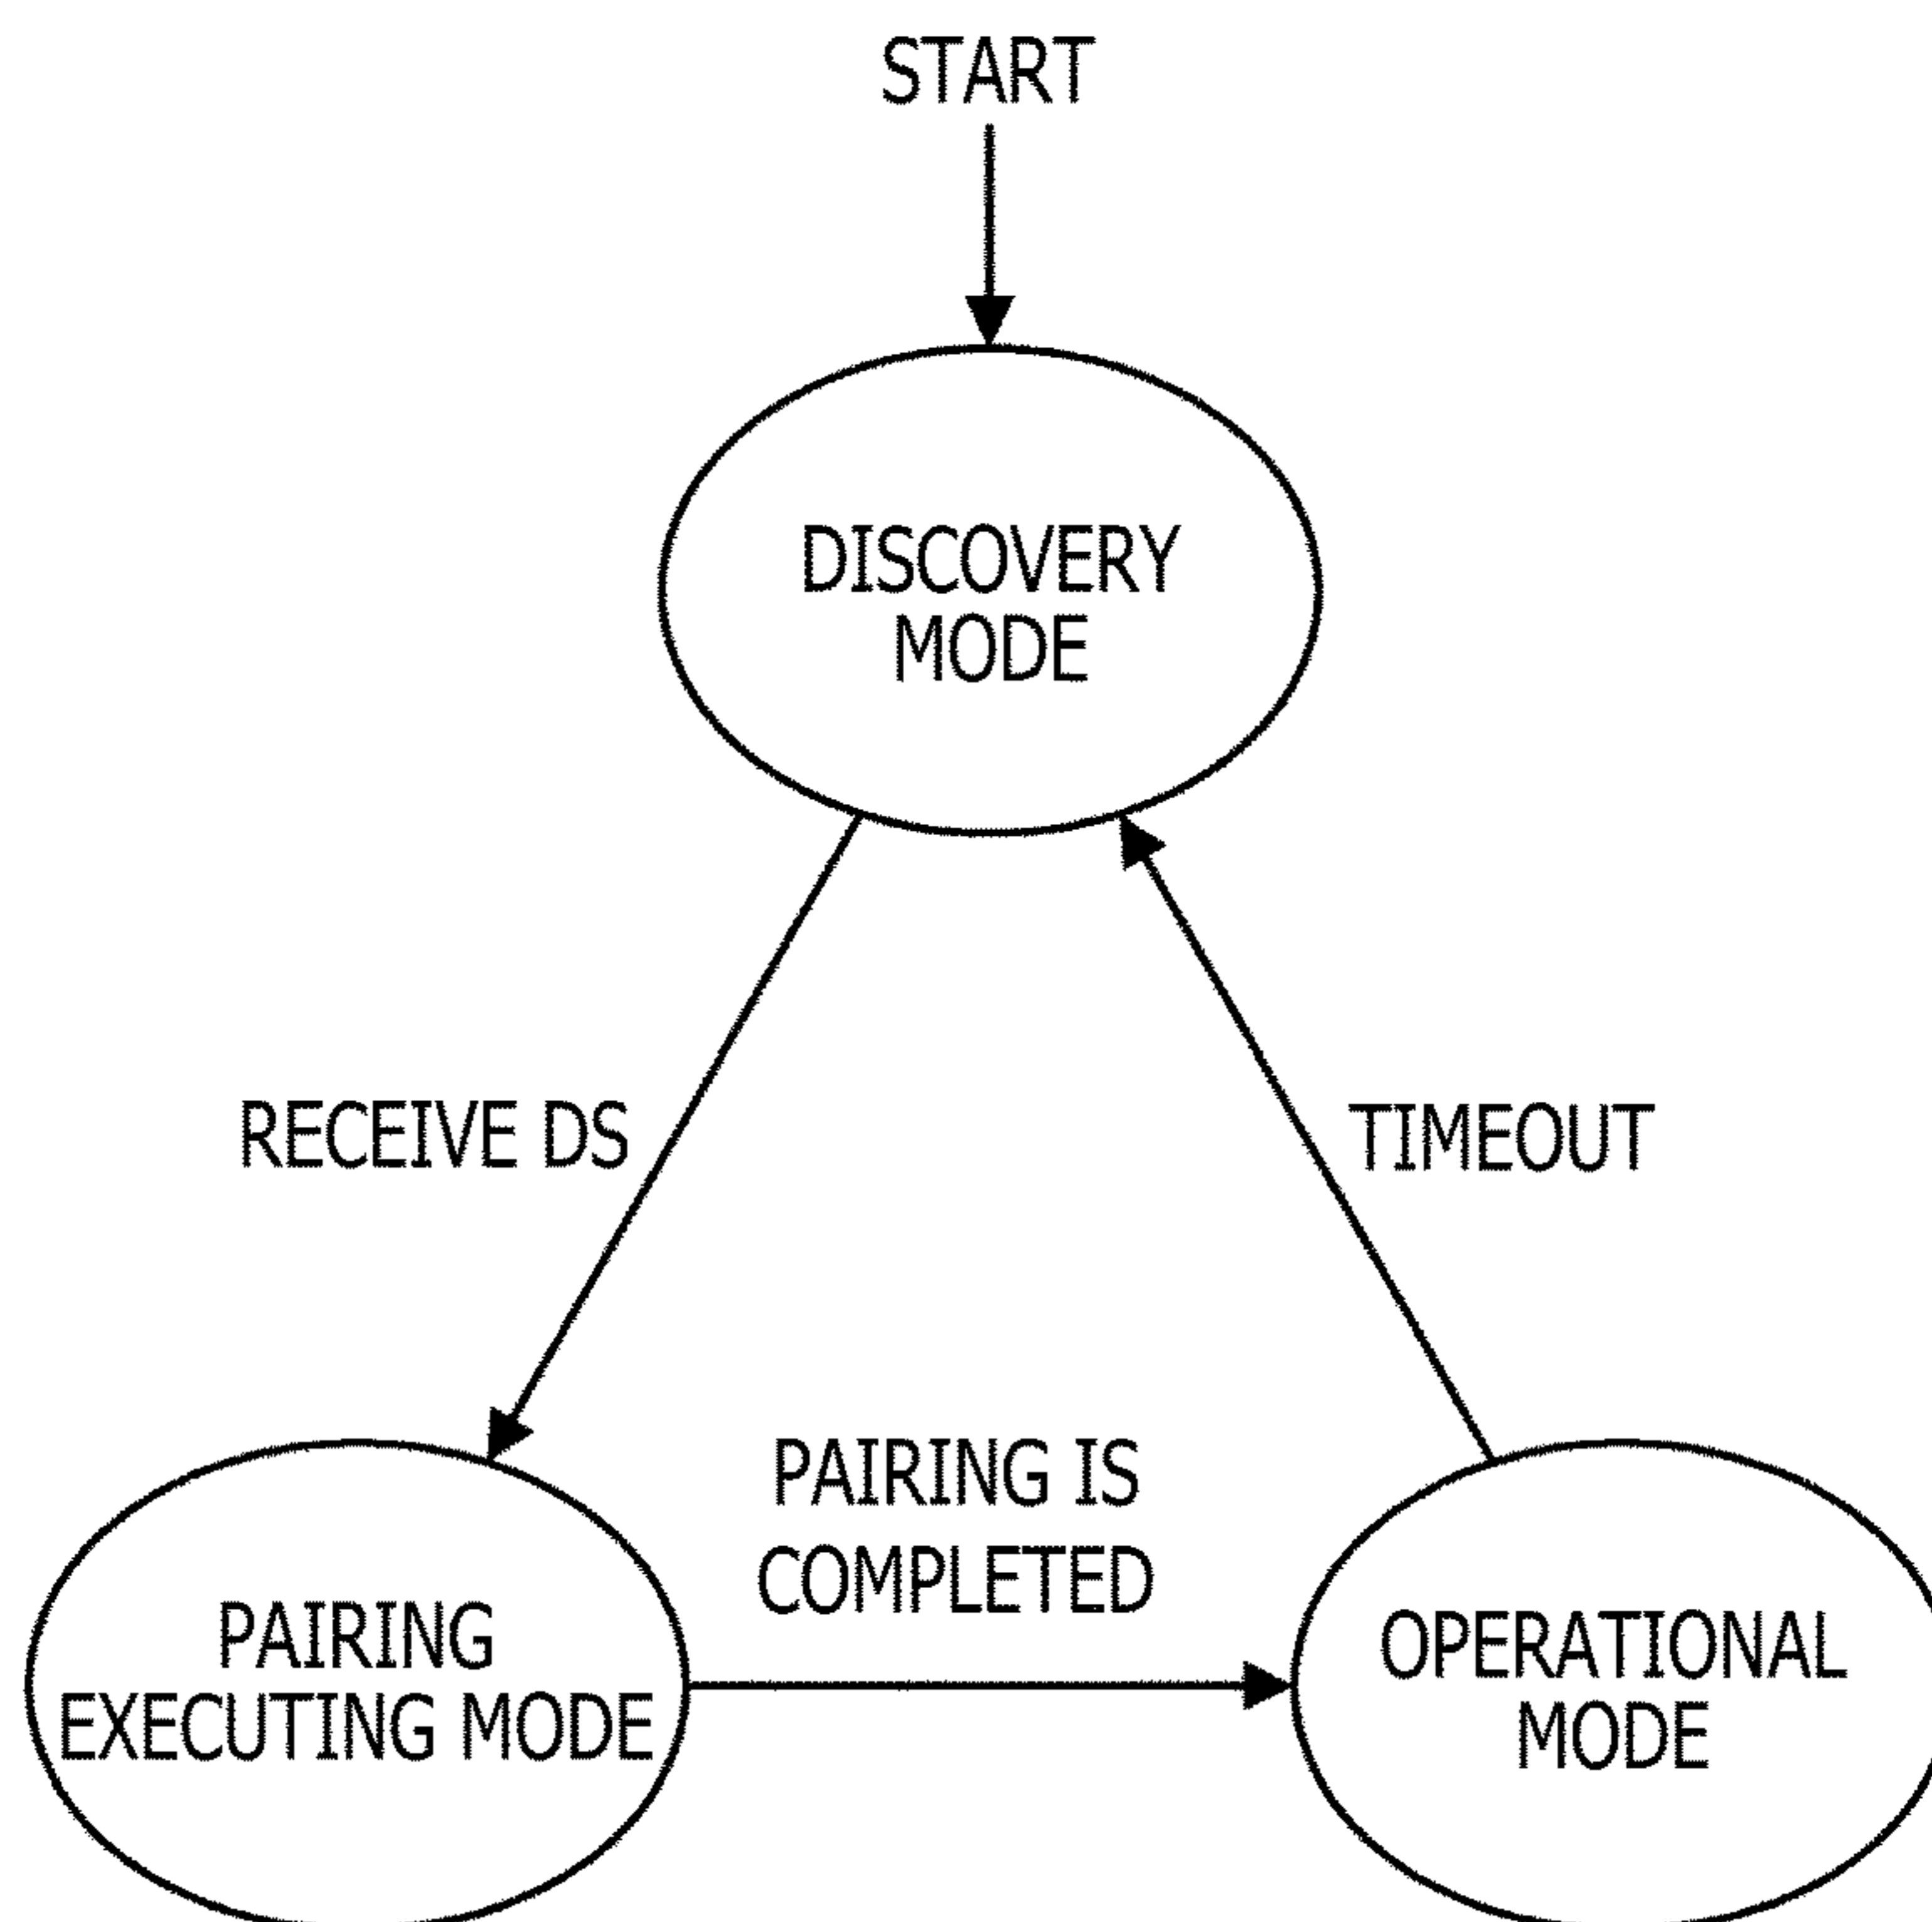 START
DISCOVERY
MODE
RECEIVE DS
TIMEOUT
PAIRING IS
COMPLETED
PAIRING
EXECUTING MODE
OPERATIONAL
MODE